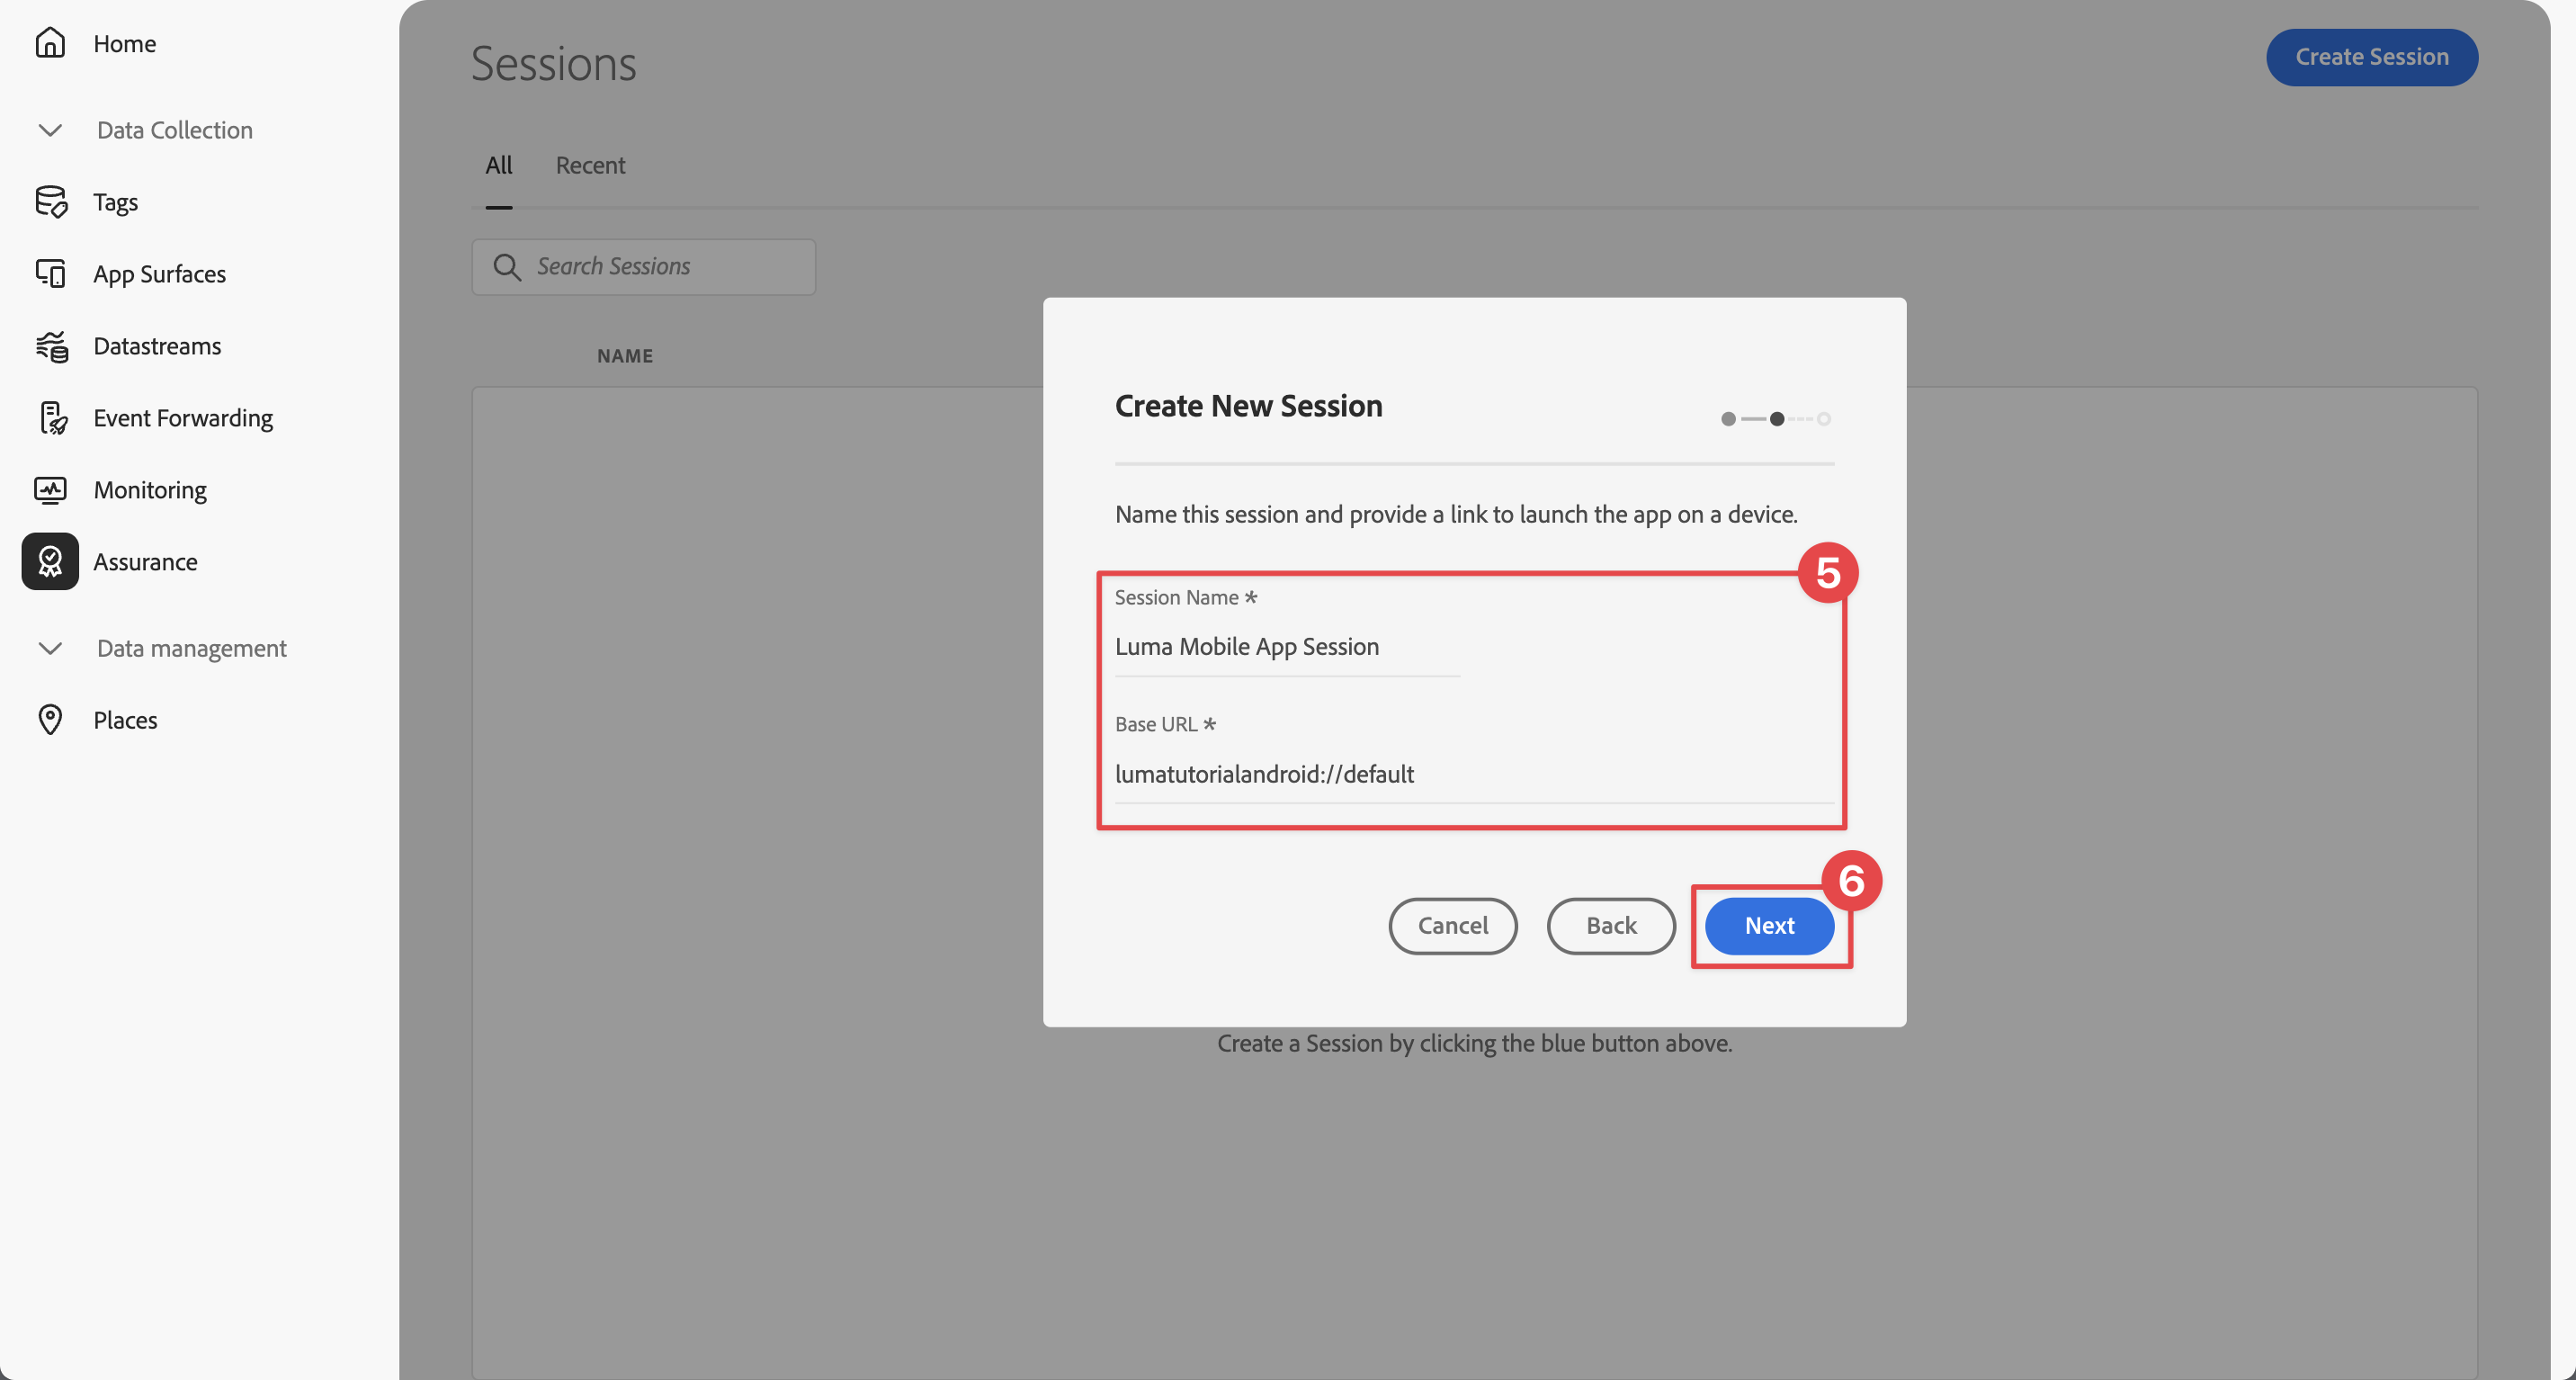 Home
Data Collection
Tags
App Surfaces
Datastreams
Event Forwarding
Monitoring
Assurance
Data management
Places
Sessions
Create Session
All
Recent
Search Sessions
NAME
Create New Session
Name this session and provide a link to launch the app on a device.
5
Session Name *
Luma Mobile App Session
Base URL *
lumatutorialandroid://default
6
Cancel
Back
Next
Create a Session by clicking the blue button above.